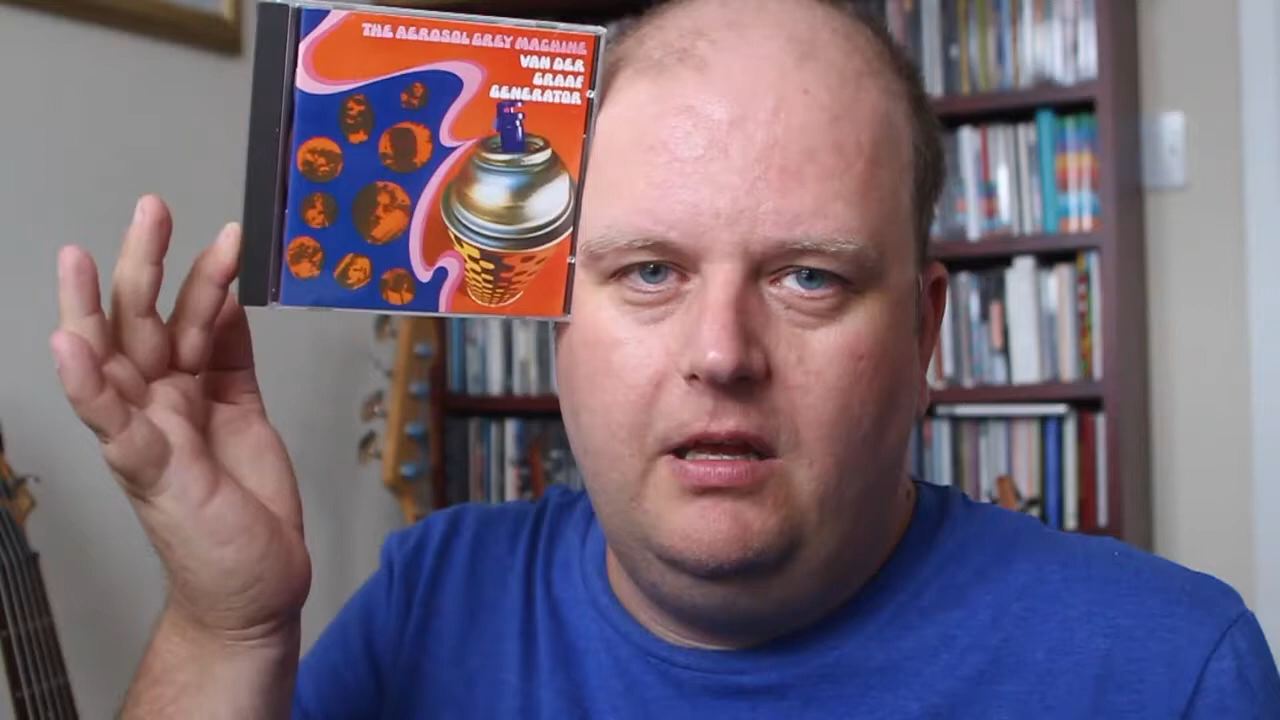 THE AEROSOL GREY MACHINE
VAN DER
GRAAF
GENERATOR